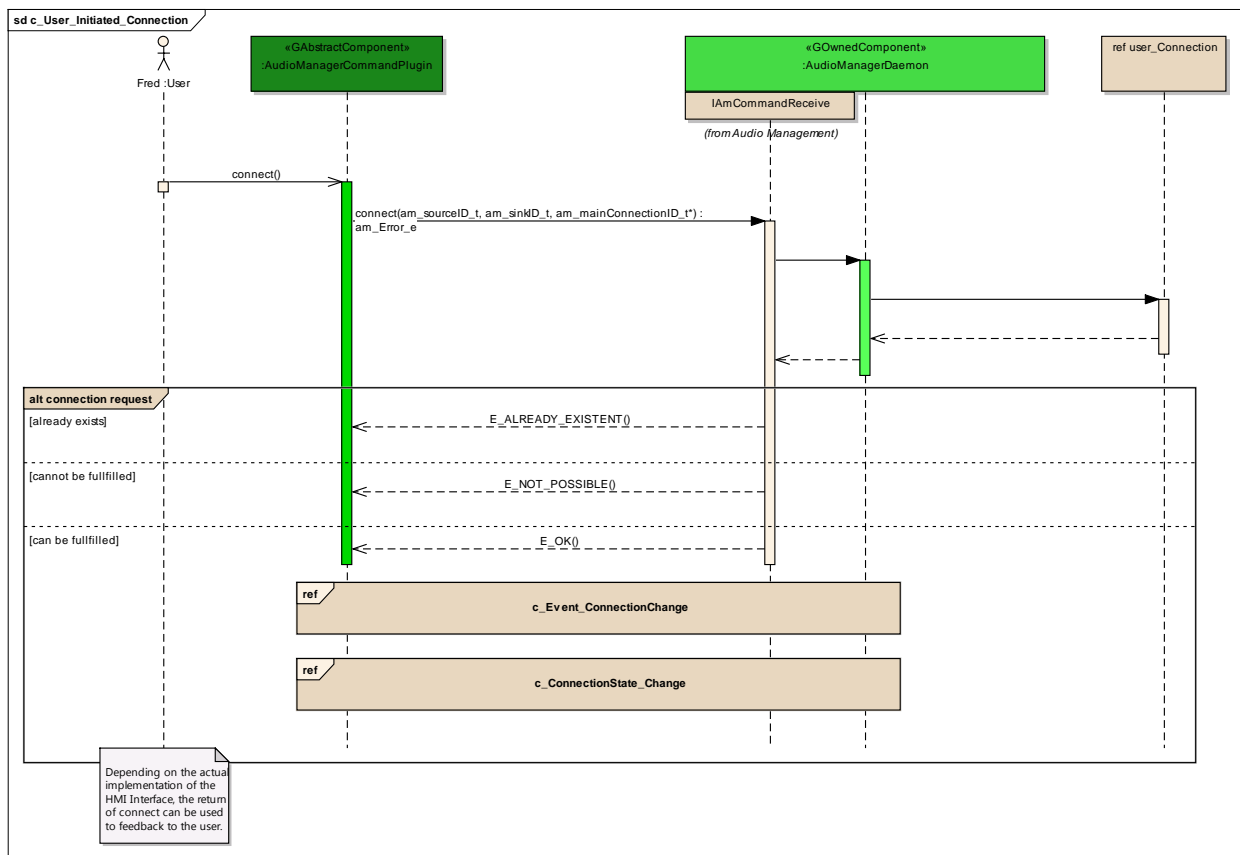 sd c_User_Initiated_Connection
«GAbstractComponent»
:AudioManagerCommandPlugin
«GOwnedComponent»
:AudioManagerDaemon
ref user_Connection
Fred :User
IAmCommandReceive
(from Audio Management)
connect()
connect(am_sourceID_t, am_sinkID_t, am_mainConnectionID_t*) :
am_Error_e
alt connection request
[already exists]
E_ALREADY_EXISTENT()
[cannot be fullfilled]
E_NOT_POSSIBLE()
[can be fullfilled]
E_OK()
ref
c_Event_ConnectionChange
ref
c_ConnectionState_Change
Depending on the actual
implementation of the
HMI Interface, the return
of connect can be used
to feedback to the user.